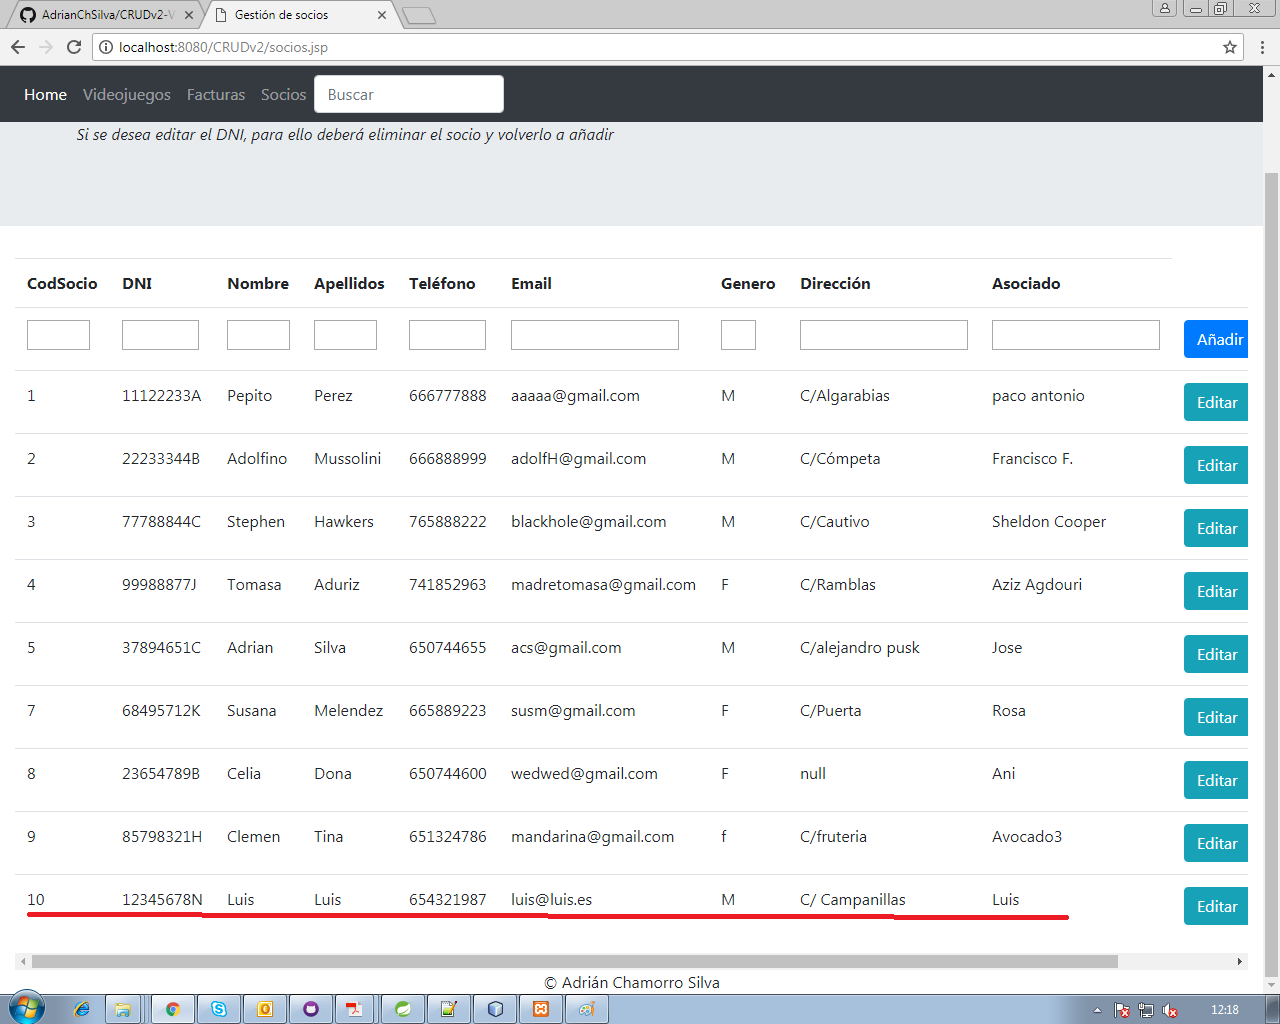 AdrianChSilva/CRUDv2-V
Gestión de socios
localhost:8080/CRUDv2/socios.jsp
Home Videojuegos Facturas Socios Buscar
Si se desea editar el DNI, para ello deberá eliminar el socio y volverlo a añadir
CodSocio DNI Nombre Apellidos Teléfono Email Genero Dirección Asociado
Añadir
1 11122233A Pepito Perez 666777888 aaaaa@gmail.com M C/Algarabias paco antonio Editar
2 22233344B Adolfino Mussolini 666888999 adolfH@gmail.com M C/Cómpeta Francisco F. Editar
3 77788844C Stephen Hawkers 765888222 blackhole@gmail.com M C/Cautivo Sheldon Cooper Editar
4 99988877J Tomasa Aduriz 741852963 madretomasa@gmail.com F C/Ramblas Aziz Agdouri Editar
5 37894651C Adrian Silva 650744655 acs@gmail.com M C/alejandro pusk Jose Editar
7 68495712K Susana Melendez 665889223 susm@gmail.com F C/Puerta Rosa Editar
8 23654789B Celia Dona 650744600 wedwed@gmail.com F null Ani Editar
9 85798321H Clemen Tina 651324786 mandarina@gmail.com f C/fruteria Avocado3 Editar
10 12345678N Luis Luis 654321987 luis@luis.es M C/ Campanillas Luis Editar
© Adrián Chamorro Silva
12:18